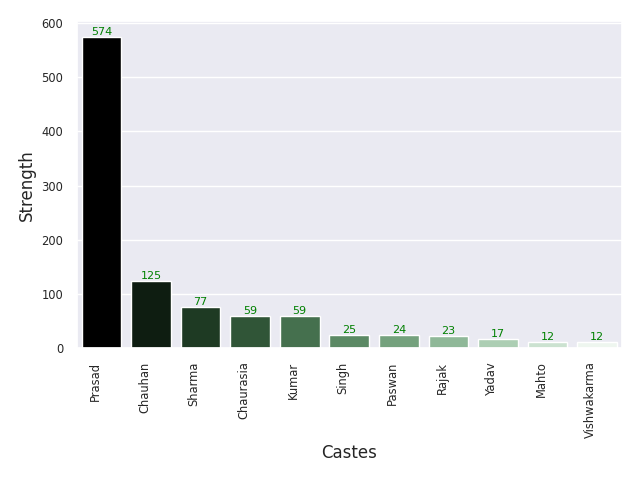 600
574
500
400
Strength
300
200
125
100
77
59
59
25
24
23
17
12
12
0
Prasad
Chauhan
Sharma
Chaurasia
Kumar
Singh
Paswan
Rajak
Yadav
Mahto
Vishwakarma
Castes